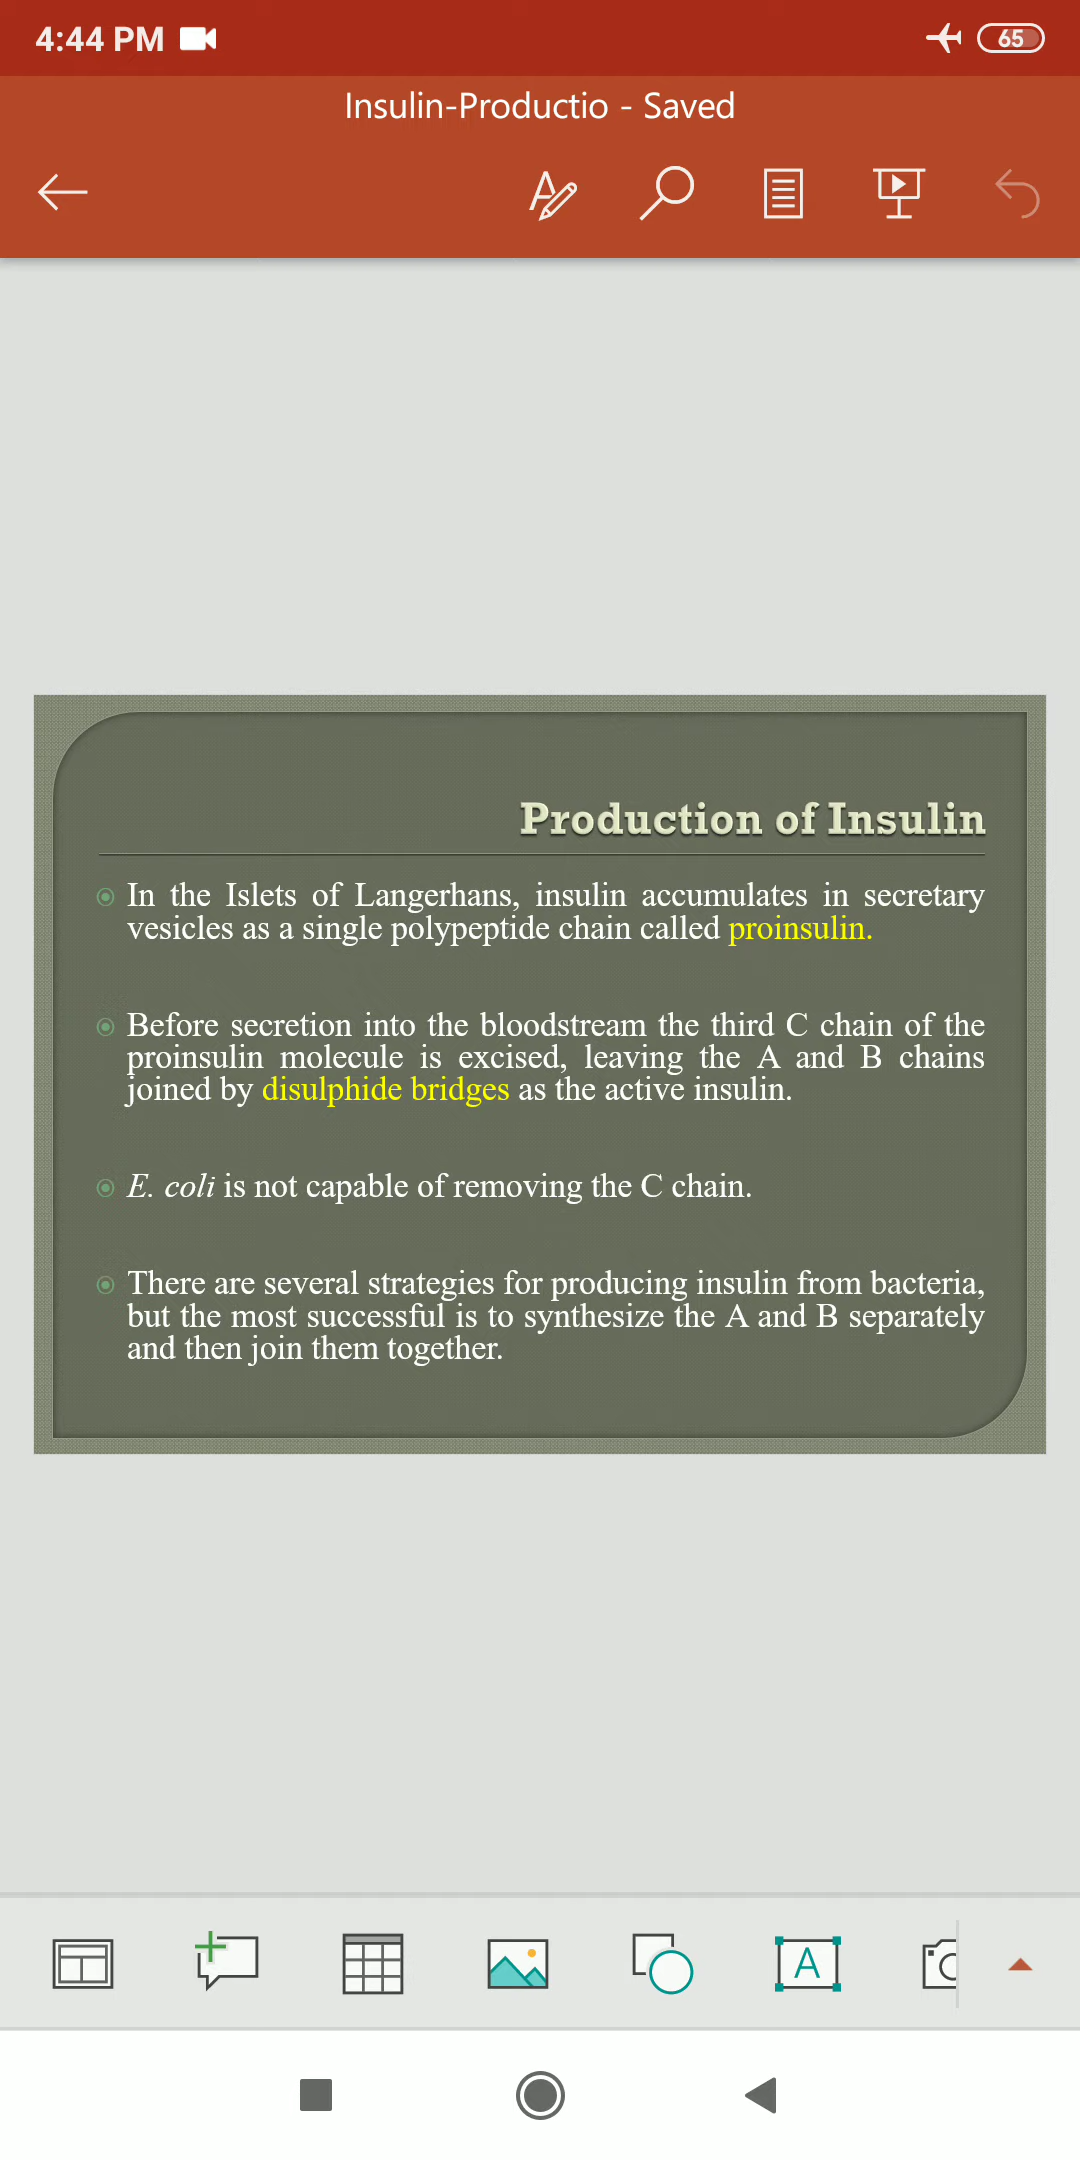 4:44 PM
65
Insulin-Productio - Saved
Production of Insulin
In the Islets of Langerhans, insulin accumulates in secretary
vesicles as a single polypeptide chain called proinsulin.
Before secretion into the bloodstream the third C chain of the
proinsulin molecule is excised, leaving the A and B chains
joined by disulphide bridges as the active insulin.
E. coli is not capable of removing the C chain.
There are several strategies for producing insulin from bacteria,
but the most successful is to synthesize the A and B separately
and then join them together.